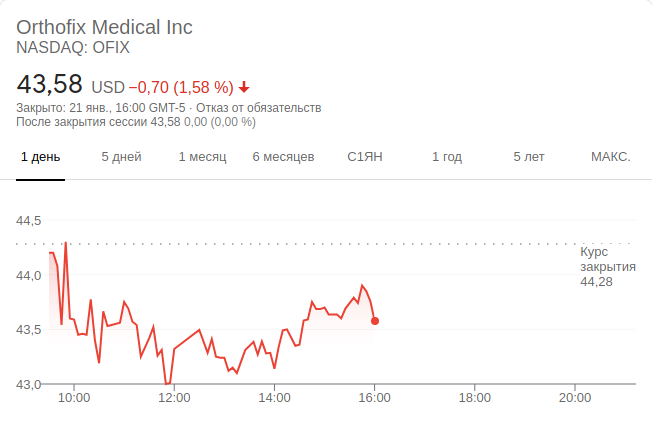 Orthofix Medical Inc
NASDAQ: OFIX
43,58 USD −0,70 (1,58 %)
Закрыто: 21 янв., 16:00 GMT-5 · Отказ от обязательств
После закрытия сессии 43,58 0,00 (0,00 %)
1 день 5 дней 1 месяц 6 месяцев С1ЯН 1 год 5 лет МАКС.
44,5
Курс
закрытия
44,28
44,0
43,5
43,0
10:00 12:00 14:00 16:00 18:00 20:00